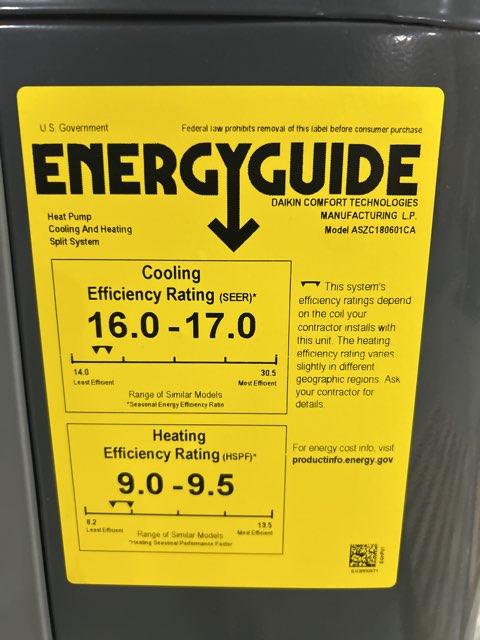 U.S. Government
Federal law prohibits removal of this label before consumer purchase.
ENERGYGUIDE
DAIKIN COMFORT TECHNOLOGIES
MANUFACTURING L.P.
Model ASZC180601CA
Heat Pump
Cooling And Heating
Split System
Cooling
Efficiency Rating (SEER)*
16.0 - 17.0
14.0
30.5
Least Efficient
Most Efficient
Range of Similar Models
*Seasonal Energy Efficiency Ratio
This system's
efficiency ratings depend
on the coil your
contractor installs with
this unit. The heating
efficiency rating varies
slightly in different
geographic regions. Ask
your contractor for
details.
Heating
Efficiency Rating (HSPF)*
9.0 - 9.5
8.2
13.5
Least Efficient
Most Efficient
Range of Similar Models
*Heating Seasonal Performance Factor
For energy cost info, visit
productinfo.energy.gov